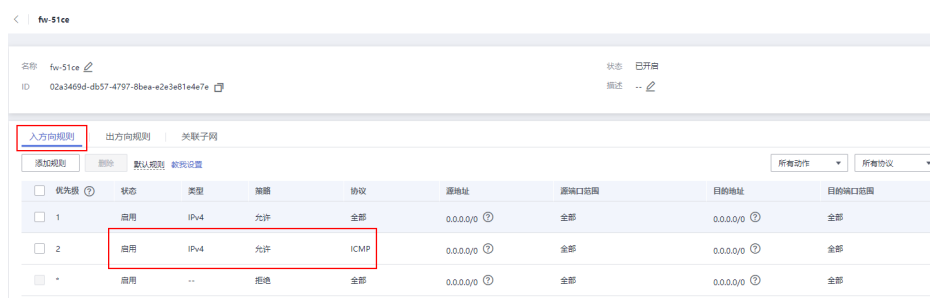 fw-51ce
名称 fw-51ce 状态 已开启
ID 02a3469d-db57-4797-8bea-e2e3e81e4e7e 描述 --
入方向规则 出方向规则 关联子网
添加规则 删除 默认规则 教我设置 所有动作 所有协议
优先级 状态 类型 策略 协议 源地址 源端口范围 目的地址 目的端口范围
1 启用 IPv4 允许 全部 0.0.0.0/0 全部 0.0.0.0/0 全部
2 启用 IPv4 允许 ICMP 0.0.0.0/0 全部 0.0.0.0/0 全部
* 启用 -- 拒绝 全部 0.0.0.0/0 全部 0.0.0.0/0 全部